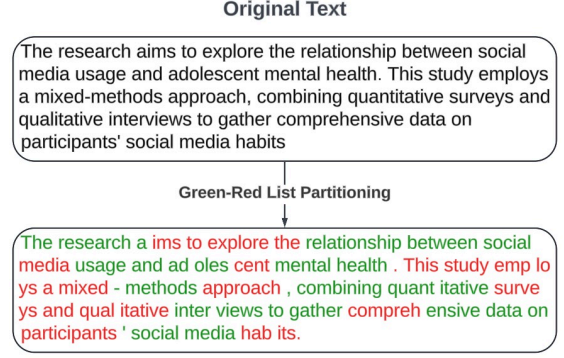 Original Text
The research aims to explore the relationship between social
media usage and adolescent mental health. This study employs
a mixed-methods approach, combining quantitative surveys and
qualitative interviews to gather comprehensive data on
participants' social media habits
Green-Red List Partitioning
The research a ims to explore the relationship between social
media usage and ad oles cent mental health . This study emp lo
ys a mixed - methods approach , combining quant itative surve
ys and qual itative inter views to gather compreh ensive data on
participants ' social media hab its.